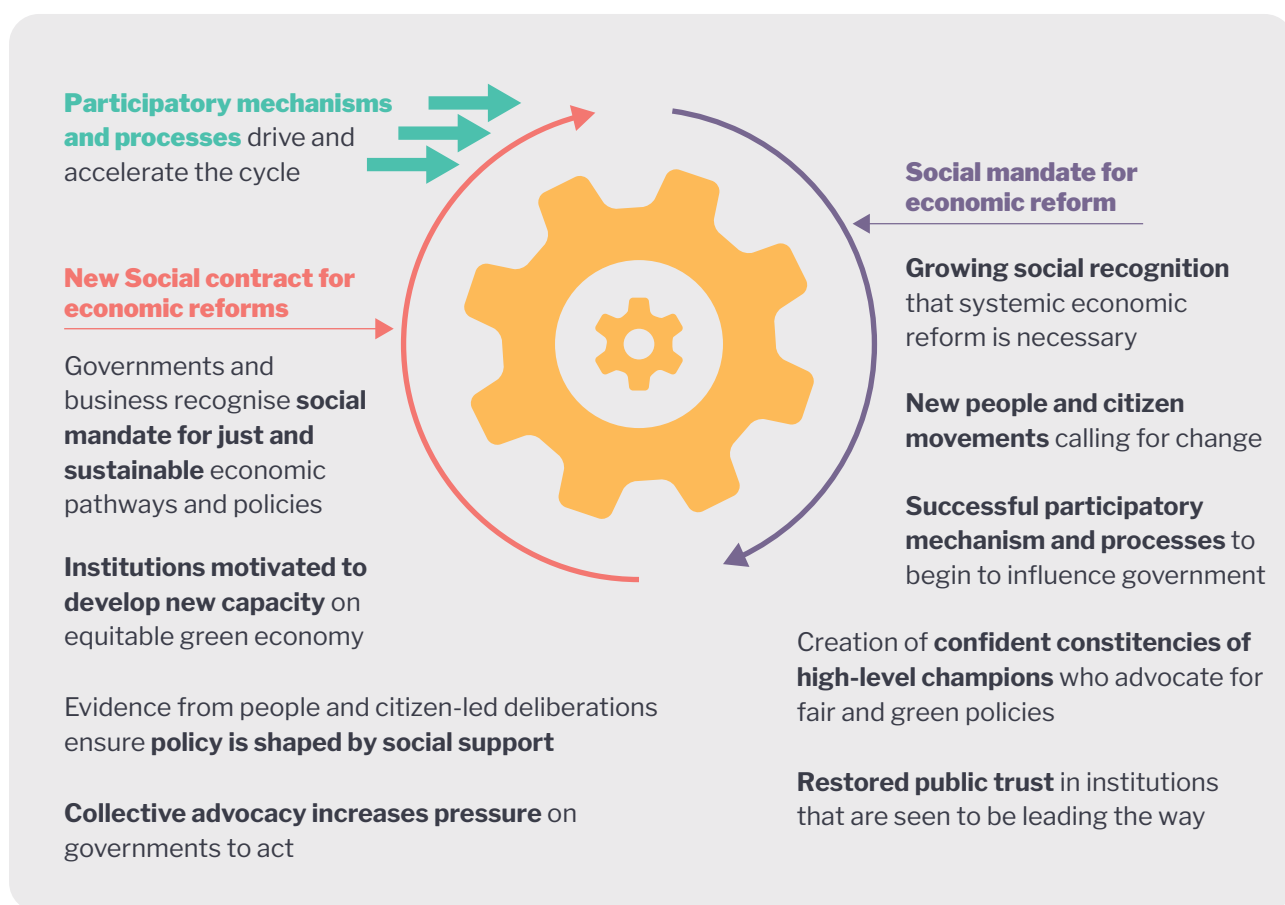 Participatory mechanisms
and processes drive and
accelerate the cycle
New Social contract for
economic reforms
Governments and
business recognise social
mandate for just and
sustainable economic
pathways and policies
Institutions motivated to
develop new capacity on
equitable green economy
Evidence from people and citizen-led deliberations
ensure policy is shaped by social support
Collective advocacy increases pressure on
governments to act
Social mandate for
economic reform
Growing social recognition
that systemic economic
reform is necessary
New people and citizen
movements calling for change
Successful participatory
mechanism and processes to
begin to influence government
Creation of confident constitencies of
high-level champions who advocate for
fair and green policies
Restored public trust in institutions
that are seen to be leading the way